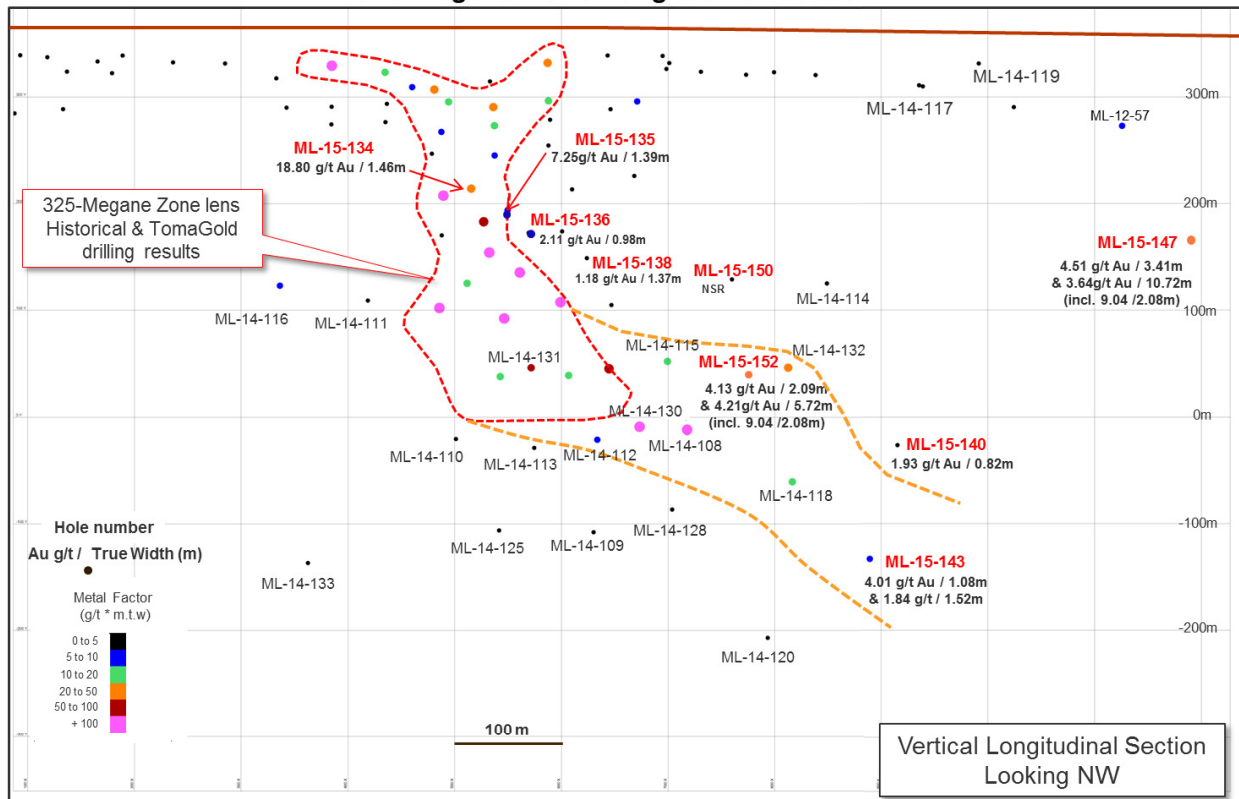 ML-14-119
ML-14-117
300m
ML-12-57
ML-15-134
18.80 g/t Au / 1.46m
ML-15-135
7.25g/t Au / 1.39m
325-Megane Zone lens
Historical & TomaGold
drilling results
200m
ML-15-136
2.11 g/t Au / 0.98m
ML-15-138
1.18 g/t Au / 1.37m
ML-15-150
NSR
ML-15-147
4.51 g/t Au / 3.41m
& 3.64g/t Au / 10.72m
(incl. 9.04 /2.08m)
ML-14-114
ML-14-116
ML-14-111
100m
ML-14-115
ML-14-132
ML-14-131
ML-15-152
4.13 g/t Au / 2.09m
& 4.21g/t Au / 5.72m
(incl. 9.04 /2.08m)
ML-14-130
0m
ML-14-108
ML-14-110
ML-14-113
ML-14-112
ML-15-140
1.93 g/t Au / 0.82m
ML-14-118
-100m
ML-14-128
ML-14-125
ML-14-109
ML-14-133
ML-15-143
4.01 g/t Au / 1.08m
& 1.84 g/t / 1.52m
-200m
ML-14-120
Hole number
Au g/t / True Width (m)
Metal Factor
(g/t * m.t.w)
0 to 5
5 to 10
10 to 20
20 to 50
50 to 100
+ 100
100 m
Vertical Longitudinal Section
Looking NW